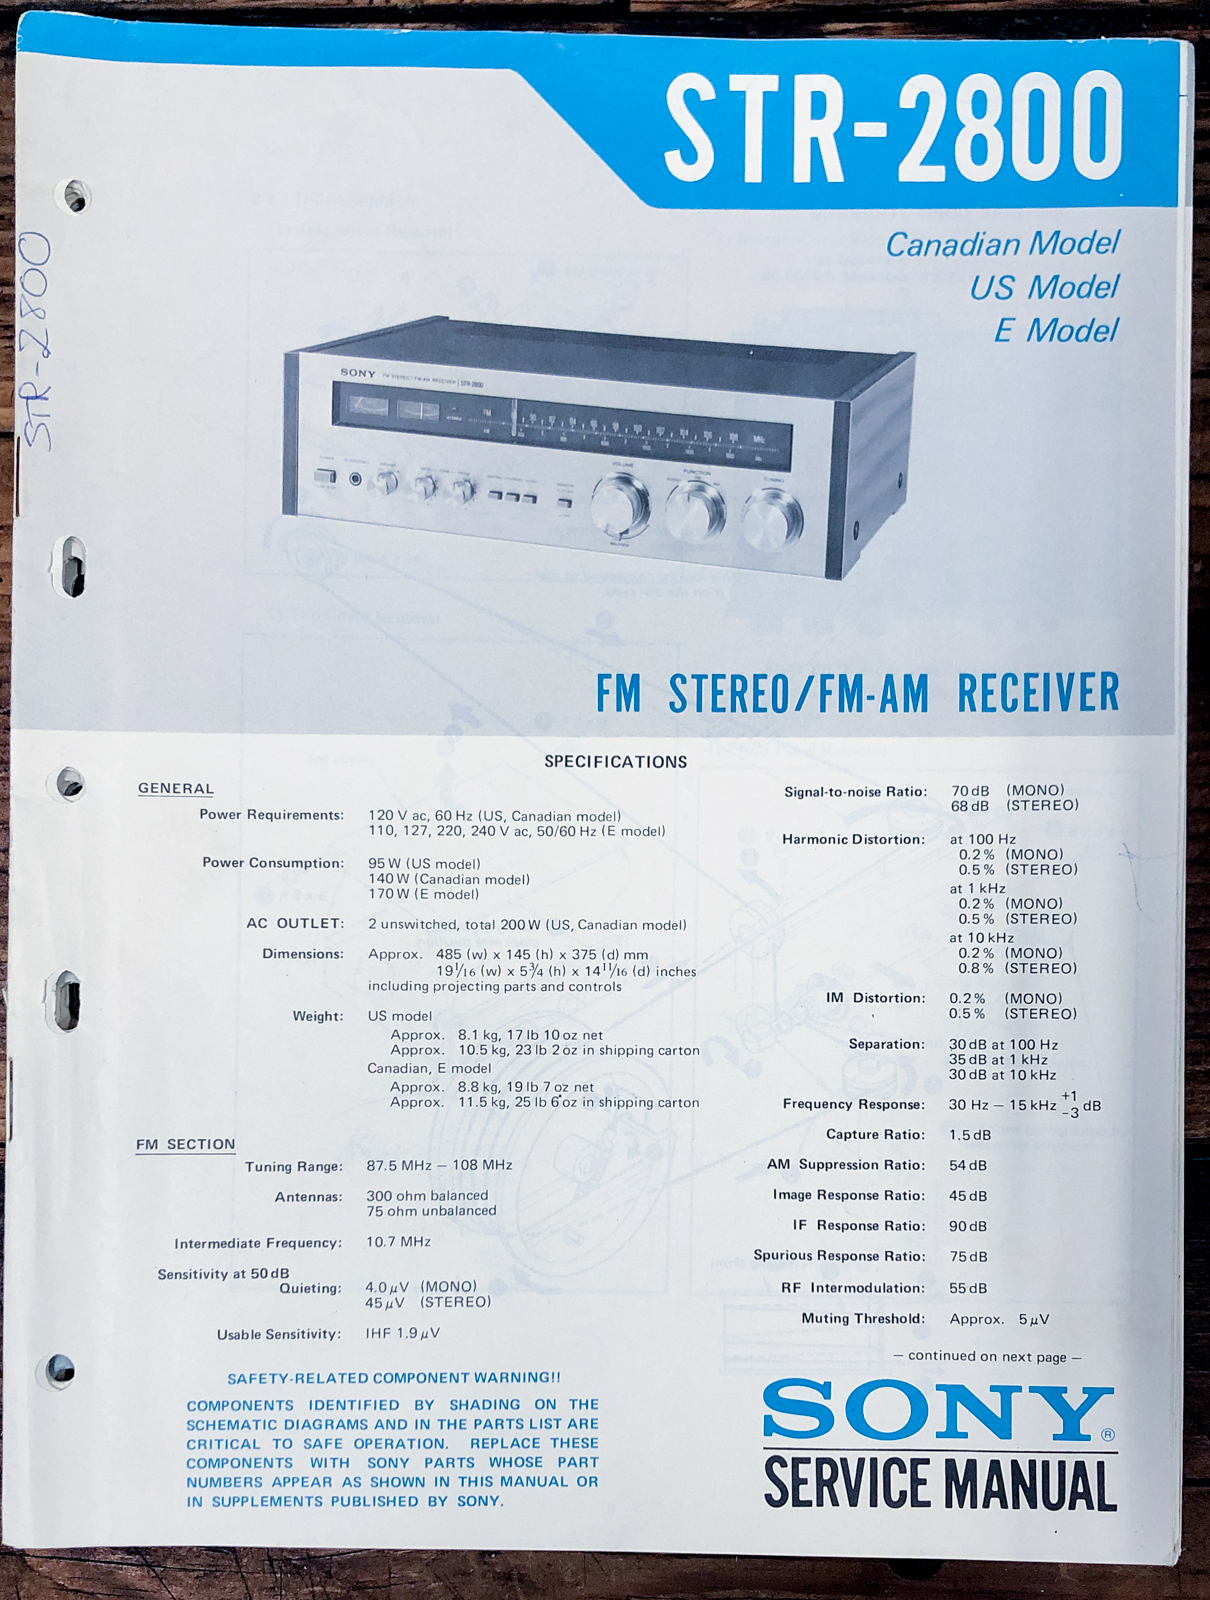 STR-2800
Canadian Model
US Model
E Model
STR-2800
SONY FM STEREO/FM-AM RECEIVER STR-2800
VOLUME
FUNCTION
TUNING
FM STEREO/FM-AM RECEIVER
SPECIFICATIONS
GENERAL
Power Requirements: 120 V ac, 60 Hz (US, Canadian model)
110, 127, 220, 240 V ac, 50/60 Hz (E model)
Power Consumption: 95 W (US model)
140 W (Canadian model)
170 W (E model)
AC OUTLET: 2 unswitched, total 200 W (US, Canadian model)
Dimensions: Approx. 485 (w) x 145 (h) x 375 (d) mm
19 1/16 (w) x 5 3/4 (h) x 14 11/16 (d) inches
including projecting parts and controls
Weight: US model
Approx. 8.1 kg, 17 lb 10 oz net
Approx. 10.5 kg, 23 lb 2 oz in shipping carton
Canadian, E model
Approx. 8.8 kg, 19 lb 7 oz net
Approx. 11.5 kg, 25 lb 6 oz in shipping carton
FM SECTION
Tuning Range: 87.5 MHz – 108 MHz
Antennas: 300 ohm balanced
75 ohm unbalanced
Intermediate Frequency: 10.7 MHz
Sensitivity at 50 dB
Quieting: 4.0 µV (MONO)
45 µV (STEREO)
Usable Sensitivity: IHF 1.9 µV
Signal-to-noise Ratio: 70 dB (MONO)
68 dB (STEREO)
Harmonic Distortion: at 100 Hz
0.2% (MONO)
0.5% (STEREO)
at 1 kHz
0.2% (MONO)
0.5% (STEREO)
at 10 kHz
0.2% (MONO)
0.8% (STEREO)
IM Distortion: 0.2% (MONO)
0.5% (STEREO)
Separation: 30 dB at 100 Hz
35 dB at 1 kHz
30 dB at 10 kHz
Frequency Response: 30 Hz – 15 kHz +1 −3 dB
Capture Ratio: 1.5 dB
AM Suppression Ratio: 54 dB
Image Response Ratio: 45 dB
IF Response Ratio: 90 dB
Spurious Response Ratio: 75 dB
RF Intermodulation: 55 dB
Muting Threshold: Approx. 5 µV
– continued on next page –
SAFETY-RELATED COMPONENT WARNING!!
COMPONENTS IDENTIFIED BY SHADING ON THE
SCHEMATIC DIAGRAMS AND IN THE PARTS LIST ARE
CRITICAL TO SAFE OPERATION. REPLACE THESE
COMPONENTS WITH SONY PARTS WHOSE PART
NUMBERS APPEAR AS SHOWN IN THIS MANUAL OR
IN SUPPLEMENTS PUBLISHED BY SONY.
SONY®
SERVICE MANUAL